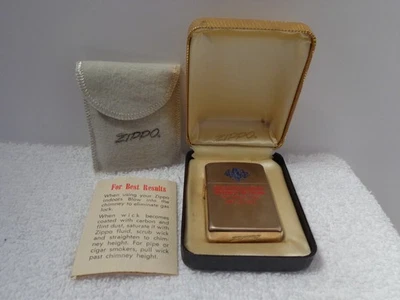 ZIPPO
ZIPPO
For Best Results
When using your Zippo
outdoors Blow into the
chimney to eliminate gas
lock.
When wick becomes
coated with carbon and
flint dust, saturate it with
Zippo fluid, scrub wick
and straighten to chim-
ney height. For pipe or
cigar smokers, pull wick
past chimney height.